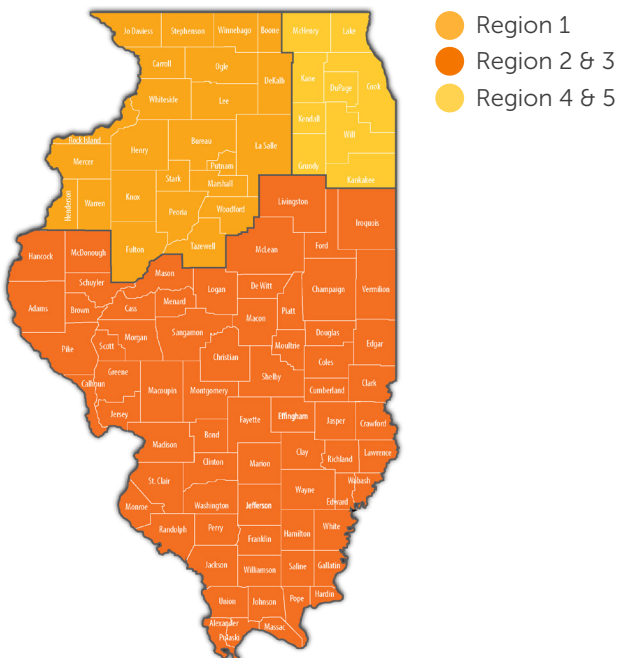 Region 1
Region 2 & 3
Region 4 & 5
Jo Daviess
Stephenson
Winnebago
Boone
McHenry
Lake
Carroll
Ogle
DeKalb
Kane
DuPage
Cook
Whiteside
Lee
Kendall
Will
Rock Island
Henry
Bureau
La Salle
Grundy
Kankakee
Mercer
Putnam
Stark
Marshall
Henderson
Warren
Knox
Peoria
Woodford
Livingston
Iroquois
Fulton
Tazewell
McLean
Ford
Hancock
McDonough
Mason
Schuyler
Logan
De Witt
Champaign
Vermilion
Adams
Brown
Cass
Menard
Macon
Piatt
Pike
Scott
Morgan
Sangamon
Christian
Moultrie
Douglas
Edgar
Coles
Calhoun
Greene
Macoupin
Montgomery
Shelby
Cumberland
Clark
Jersey
Fayette
Effingham
Jasper
Crawford
Madison
Bond
Clinton
Marion
Clay
Richland
Lawrence
St. Clair
Wayne
Wabash
Edward
Monroe
Washington
Jefferson
Randolph
Perry
Franklin
Hamilton
White
Jackson
Williamson
Saline
Gallatin
Union
Johnson
Pope
Hardin
Alexander
Pulaski
Massac